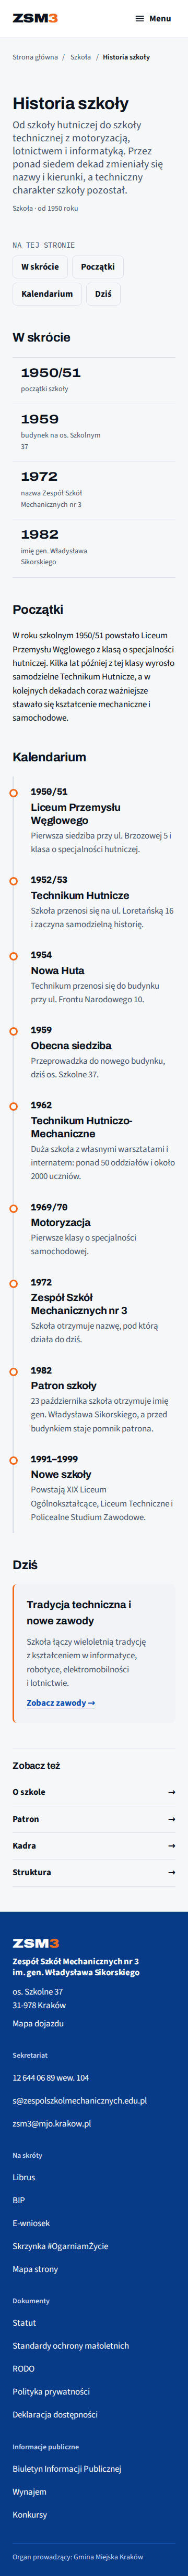 ZSM3
Menu
Strona główna / Szkoła / Historia szkoły
Historia szkoły
Od szkoły hutniczej do szkoły
technicznej z motoryzacją,
lotnictwem i informatyką. Przez
ponad siedem dekad zmieniały się
nazwy i kierunki, a techniczny
charakter szkoły pozostał.
Szkoła · od 1950 roku
NA TEJ STRONIE
W skrócie
Początki
Kalendarium
Dziś
W skrócie
1950/51
początki szkoły
1959
budynek na os. Szkolnym
37
1972
nazwa Zespół Szkół
Mechanicznych nr 3
1982
imię gen. Władysława
Sikorskiego
Początki
W roku szkolnym 1950/51 powstało Liceum
Przemysłu Węglowego z klasą o specjalności
hutniczej. Kilka lat później z tej klasy wyrosło
samodzielne Technikum Hutnicze, a w
kolejnych dekadach coraz ważniejsze
stawało się kształcenie mechaniczne i
samochodowe.
Kalendarium
1950/51
Liceum Przemysłu
Węglowego
Pierwsza siedziba przy ul. Brzozowej 5 i
klasa o specjalności hutniczej.
1952/53
Technikum Hutnicze
Szkoła przenosi się na ul. Loretańską 16
i zaczyna samodzielną historię.
1954
Nowa Huta
Technikum przenosi się do budynku
przy ul. Frontu Narodowego 10.
1959
Obecna siedziba
Przeprowadzka do nowego budynku,
dziś os. Szkolne 37.
1962
Technikum Hutniczo-
Mechaniczne
Duża szkoła z własnymi warsztatami i
internatem: ponad 50 oddziałów i około
2000 uczniów.
1969/70
Motoryzacja
Pierwsze klasy o specjalności
samochodowej.
1972
Zespół Szkół
Mechanicznych nr 3
Szkoła otrzymuje nazwę, pod którą
działa do dziś.
1982
Patron szkoły
23 października szkoła otrzymuje imię
gen. Władysława Sikorskiego, a przed
budynkiem staje pomnik patrona.
1991–1999
Nowe szkoły
Powstają XIX Liceum
Ogólnokształcące, Liceum Techniczne i
Policealne Studium Zawodowe.
Dziś
Tradycja techniczna i
nowe zawody
Szkoła łączy wieloletnią tradycję
z kształceniem w informatyce,
robotyce, elektromobilności
i lotnictwie.
Zobacz zawody →
Zobacz też
O szkole →
Patron →
Kadra →
Struktura →
ZSM3
Zespół Szkół Mechanicznych nr 3
im. gen. Władysława Sikorskiego
os. Szkolne 37
31-978 Kraków
Mapa dojazdu
Sekretariat
12 644 06 89 wew. 104
s@zespolszkolmechanicznych.edu.pl
zsm3@mjo.krakow.pl
Na skróty
Librus
BIP
E-wniosek
Skrzynka #OgarniamŻycie
Mapa strony
Dokumenty
Statut
Standardy ochrony małoletnich
RODO
Polityka prywatności
Deklaracja dostępności
Informacje publiczne
Biuletyn Informacji Publicznej
Wynajem
Konkursy
Organ prowadzący: Gmina Miejska Kraków